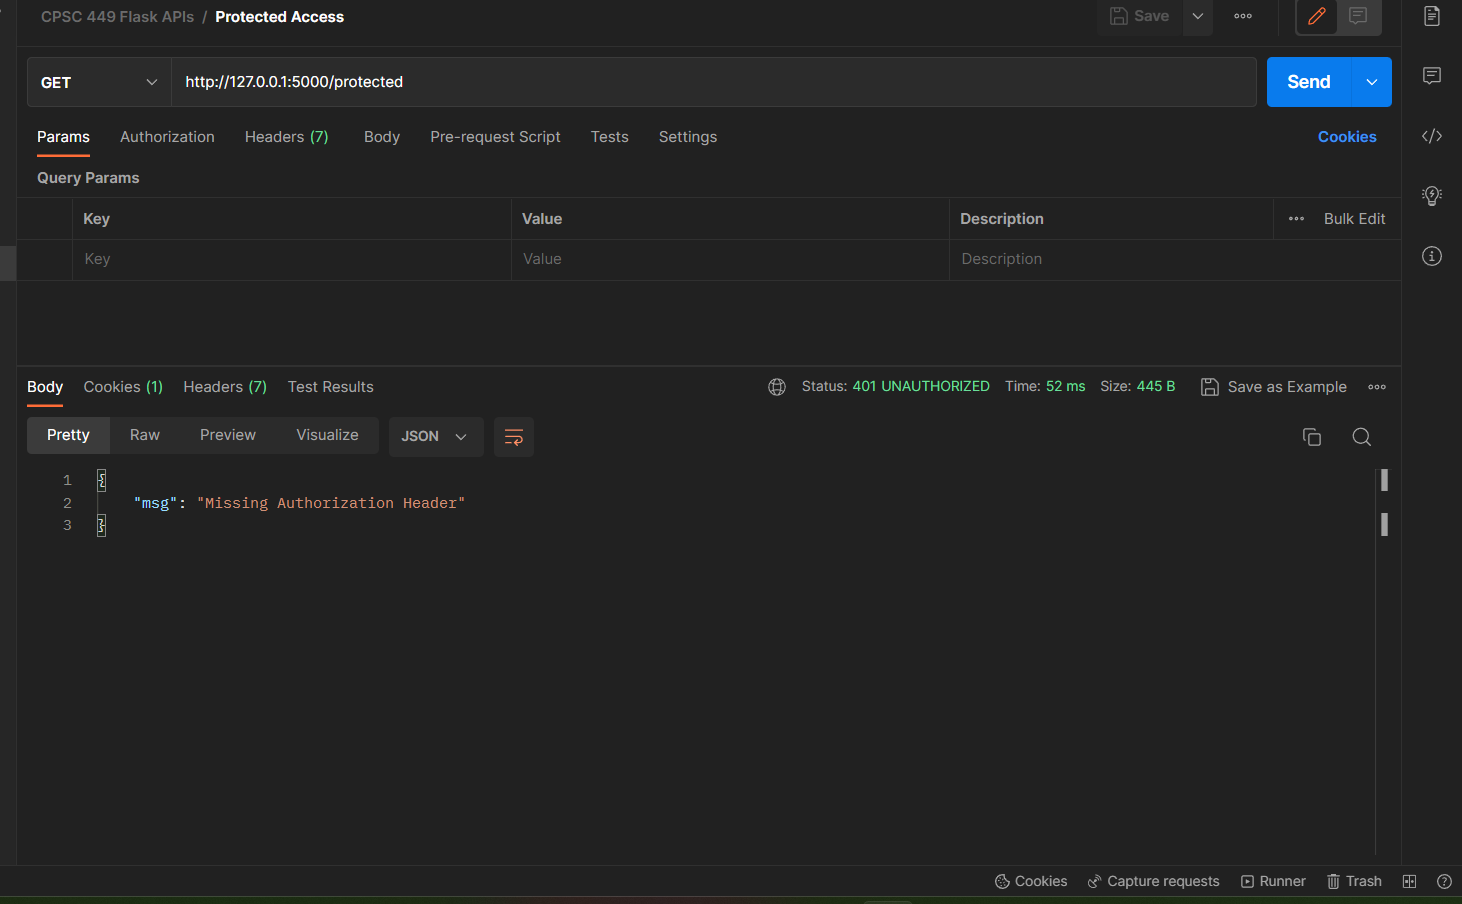 CPSC 449 Flask APIs / Protected Access
Save
GET
http://127.0.0.1:5000/protected
Send
Params Authorization Headers (7) Body Pre-request Script Tests Settings Cookies
Query Params
Key Value Description Bulk Edit
Key Value Description
Body Cookies (1) Headers (7) Test Results Status: 401 UNAUTHORIZED Time: 52 ms Size: 445 B Save as Example
Pretty Raw Preview Visualize JSON
1 {
2 "msg": "Missing Authorization Header"
3 }
Cookies Capture requests Runner Trash